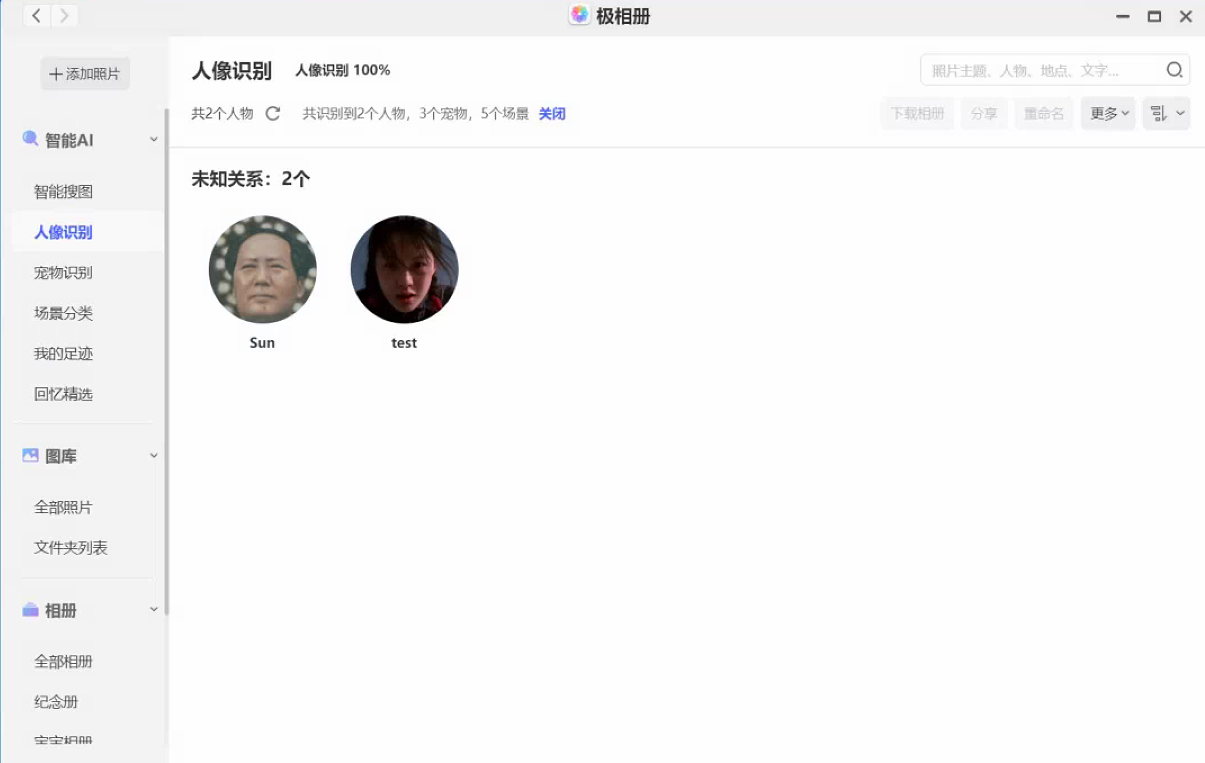 极相册
添加照片
智能AI
智能搜图
人像识别
宠物识别
场景分类
我的足迹
回忆精选
图库
全部照片
文件夹列表
相册
全部相册
纪念册
宝宝相册
人像识别 人像识别 100%
照片主题、人物、地点、文字...
共2个人物 共识别到2个人物，3个宠物，5个场景 关闭
下载相册 分享 重命名 更多
未知关系：2个
Sun test